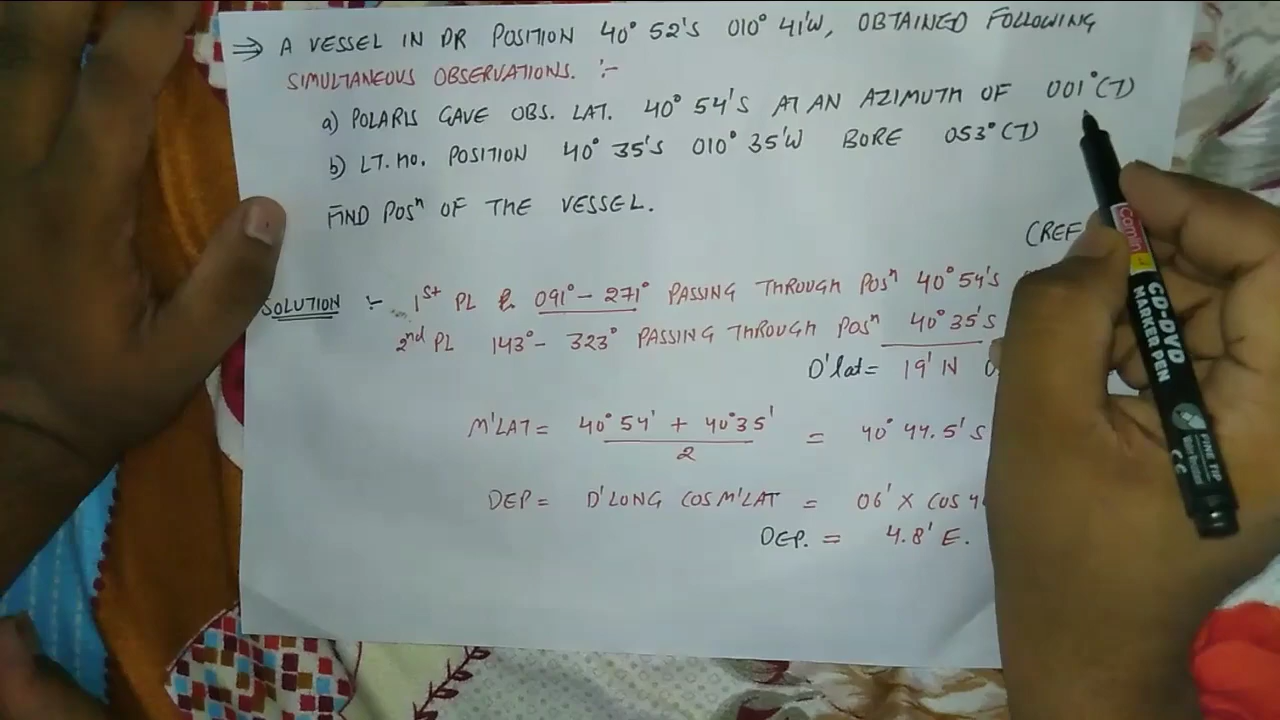 ⇒ A VESSEL IN DR POSITION 40° 52'S 010° 41'W, OBTAINED FOLLOWING
SIMULTANEOUS OBSERVATIONS. :-
a) POLARIS GAVE OBS. LAT. 40° 54'S AT AN AZIMUTH OF 001° (T)
b) LT. HO. POSITION 40° 35'S 010° 35'W BORE 053° (T)
FIND POSⁿ OF THE VESSEL.
(REF
SOLUTION :- 1st PL & 091° - 271° PASSING THROUGH POSⁿ 40° 54'S
2nd PL 143° - 323° PASSING THROUGH POSⁿ 40° 35'S
D'lat = 19' N
M'LAT = 40° 54' + 40° 35' / 2 = 40° 44.5' S
DEP = D'LONG COS M'LAT = 06' X COS 4
DEP. = 4.8' E.
Camlin
CD-DVD
MARKER PEN
FINE TIP